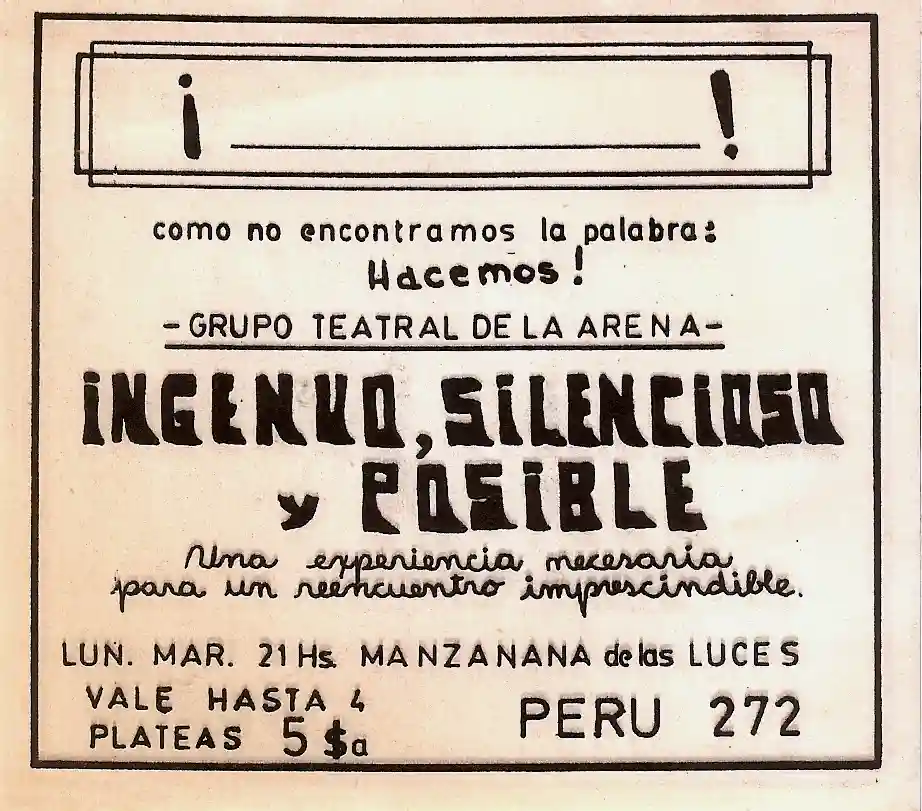 ¡ ____________ !
como no encontramos la palabra:
Hacemos!
-GRUPO TEATRAL DE LA ARENA-
iNGENUO, SiLENCiOSO
y POSiBLE
Una experiencia necesaria
para un reencuentro imprescindible.
LUN. MAR. 21 Hs. MANZANANA de las LUCES
VALE HASTA 4
PLATEAS 5 $a
PERU 272